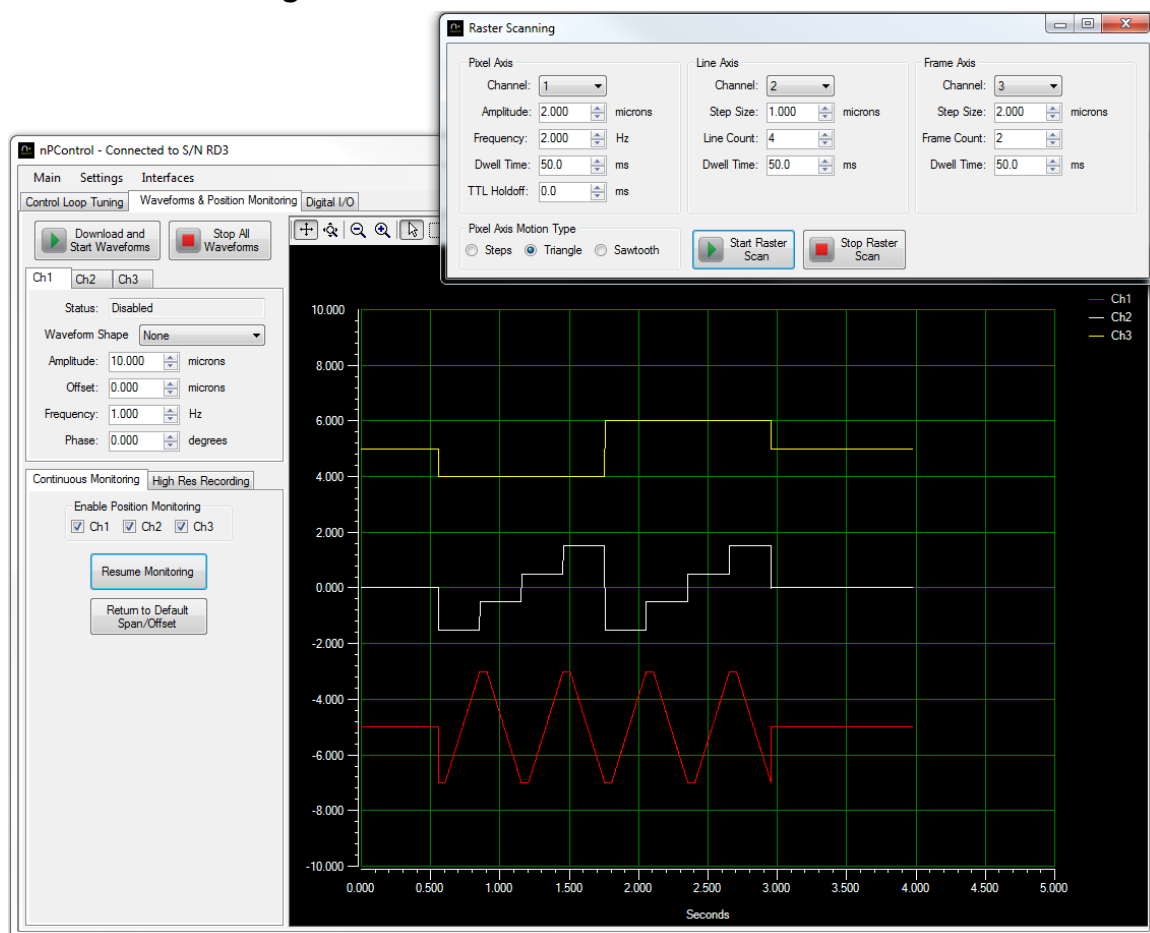 Raster Scanning
Pixel Axis
Channel: 1
Amplitude: 2.000 microns
Frequency: 2.000 Hz
Dwell Time: 50.0 ms
TTL Holdoff: 0.0 ms
Line Axis
Channel: 2
Step Size: 1.000 microns
Line Count: 4
Dwell Time: 50.0 ms
Frame Axis
Channel: 3
Step Size: 2.000 microns
Frame Count: 2
Dwell Time: 50.0 ms
Pixel Axis Motion Type
Steps Triangle Sawtooth
Start Raster
Scan
Stop Raster
Scan
nPControl - Connected to S/N RD3
Main Settings Interfaces
Control Loop Tuning Waveforms & Position Monitoring Digital I/O
Download and
Start Waveforms
Stop All
Waveforms
Ch1 Ch2 Ch3
Status: Disabled
Waveform Shape None
Amplitude: 10.000 microns
Offset: 0.000 microns
Frequency: 1.000 Hz
Phase: 0.000 degrees
Continuous Monitoring High Res Recording
Enable Position Monitoring
Ch1 Ch2 Ch3
Resume Monitoring
Return to Default
Span/Offset
Ch1
Ch2
Ch3
10.000
8.000
6.000
4.000
2.000
0.000
-2.000
-4.000
-6.000
-8.000
-10.000
0.000 0.500 1.000 1.500 2.000 2.500 3.000 3.500 4.000 4.500 5.000
Seconds